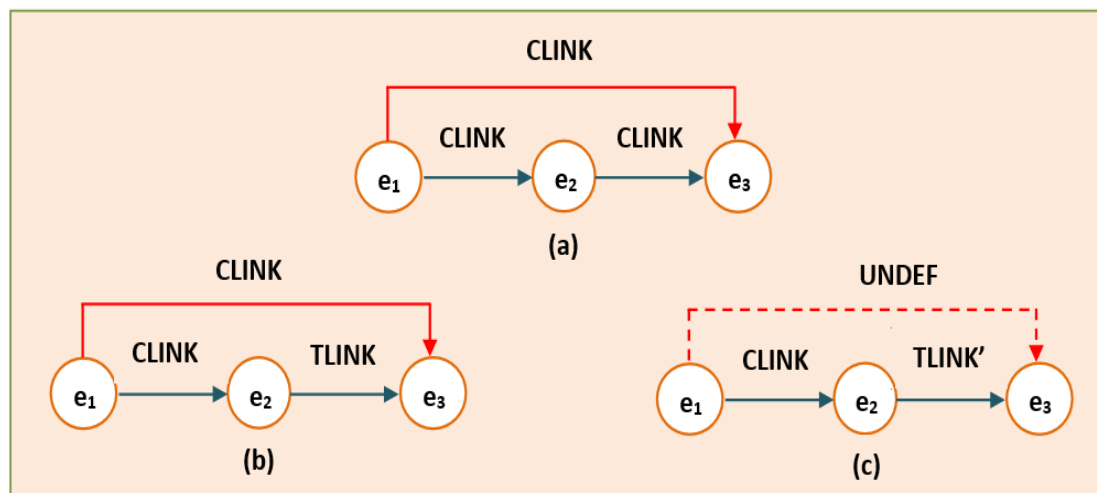 CLINK
CLINK CLINK
e₁ e₂ e₃
(a)
CLINK
CLINK TLINK
e₁ e₂ e₃
(b)
UNDEF
CLINK TLINK’
e₁ e₂ e₃
(c)